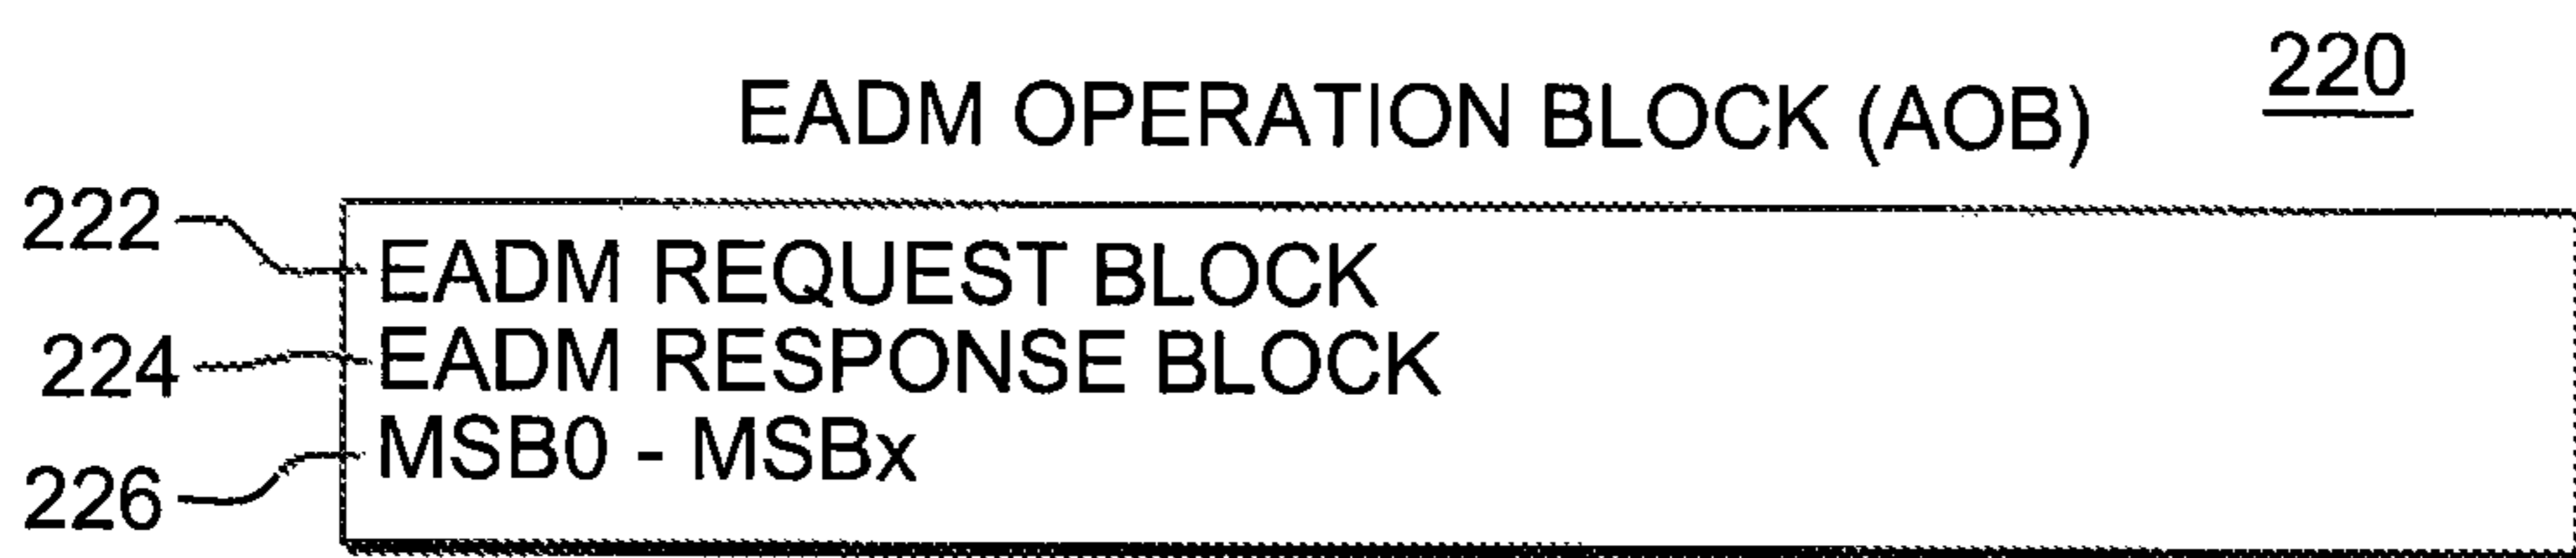 220
EADM OPERATION BLOCK (AOB)
222 EADM REQUEST BLOCK
224 EADM RESPONSE BLOCK
226 MSB0 - MSBx